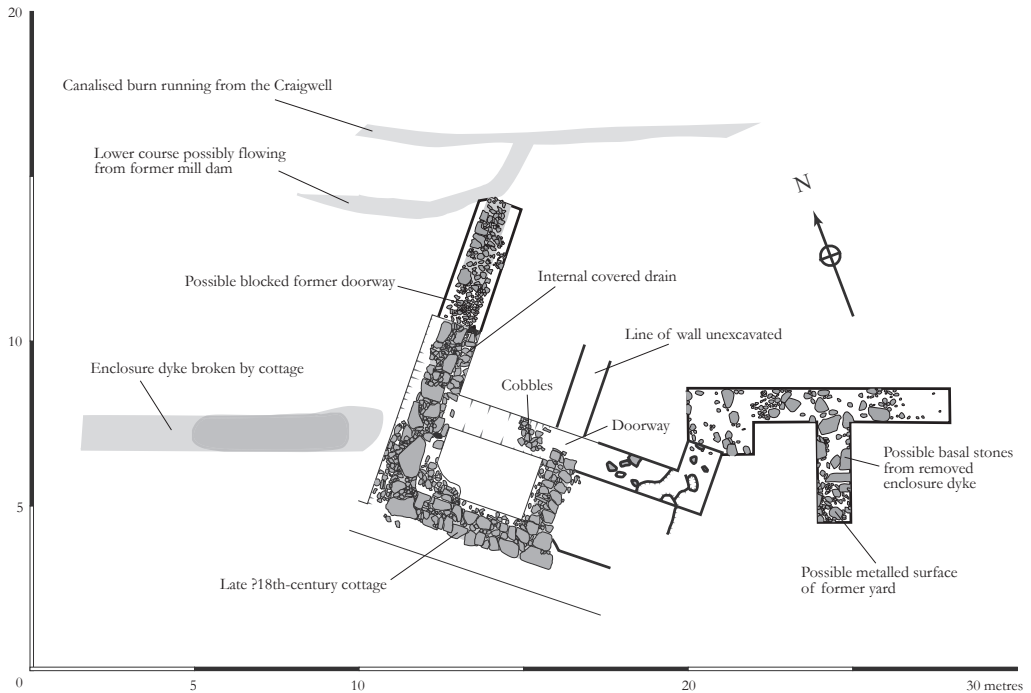 20
Canalised burn running from the Craigwell
Lower course possibly flowing
from former mill dam
N
Possible blocked former doorway
Internal covered drain
Line of wall unexcavated
10
Enclosure dyke broken by cottage
Cobbles
Doorway
Possible basal stones
from removed
enclosure dyke
5
Late ?18th-century cottage
Possible metalled surface
of former yard
0
5
10
20
30 metres